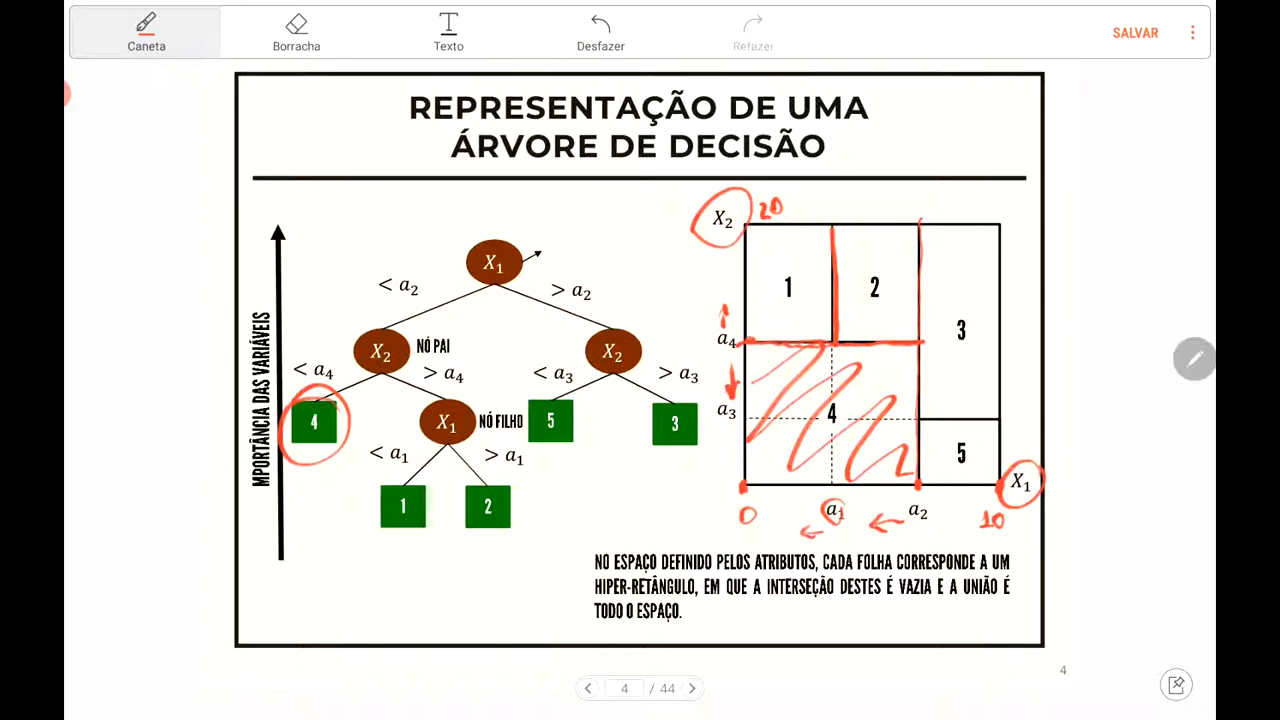 Caneta
Borracha
Texto
Desfazer
Refazer
SALVAR
REPRESENTAÇÃO DE UMA
ÁRVORE DE DECISÃO
MPORTÂNCIA DAS VARIÁVEIS
X₁
< a₂
> a₂
X₂
NÓ PAI
X₂
< a₄
> a₄
< a₃
> a₃
4
X₁
NÓ FILHO
5
3
< a₁
> a₁
1
2
X₂
20
1
2
3
a₄
a₃
4
5
X₁
0
a₁
a₂
10
NO ESPAÇO DEFINIDO PELOS ATRIBUTOS, CADA FOLHA CORRESPONDE A UM
HIPER-RETÂNGULO, EM QUE A INTERSEÇÃO DESTES É VAZIA E A UNIÃO É
TODO O ESPAÇO.
4
4 / 44